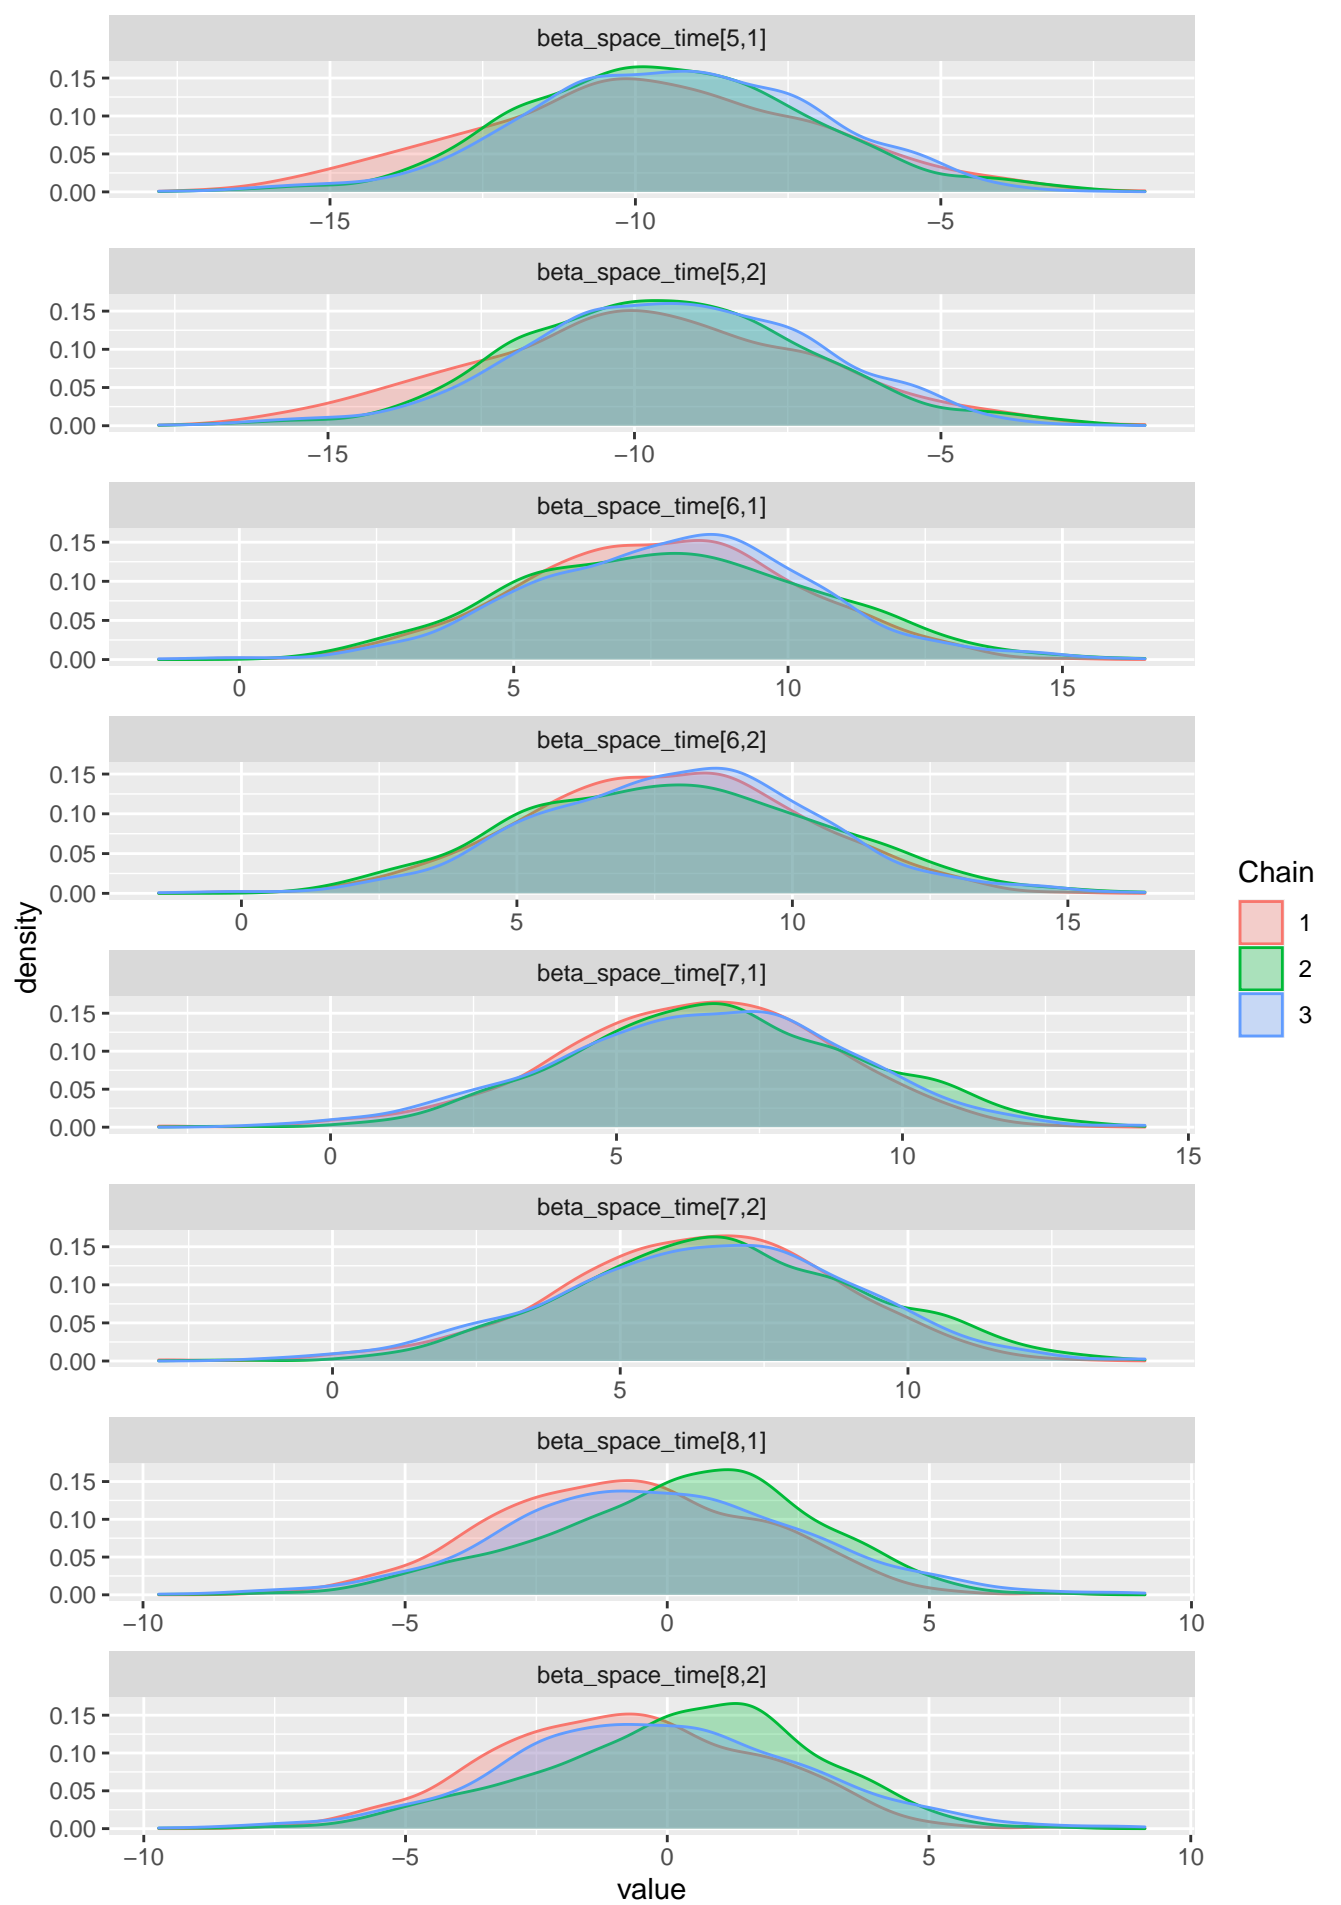 beta_space_time[5,1]
0.15
0.10
0.05
0.00
−15 −10 −5
beta_space_time[5,2]
0.15
0.10
0.05
0.00
−15 −10 −5
beta_space_time[6,1]
0.15
0.10
0.05
0.00
0 5 10 15
beta_space_time[6,2]
0.15
0.10
0.05
0.00
0 5 10 15
beta_space_time[7,1]
0.15
0.10
0.05
0.00
0 5 10 15
beta_space_time[7,2]
0.15
0.10
0.05
0.00
0 5 10
beta_space_time[8,1]
0.15
0.10
0.05
0.00
−10 −5 0 5 10
beta_space_time[8,2]
0.15
0.10
0.05
0.00
−10 −5 0 5 10
value
density
Chain
1
2
3